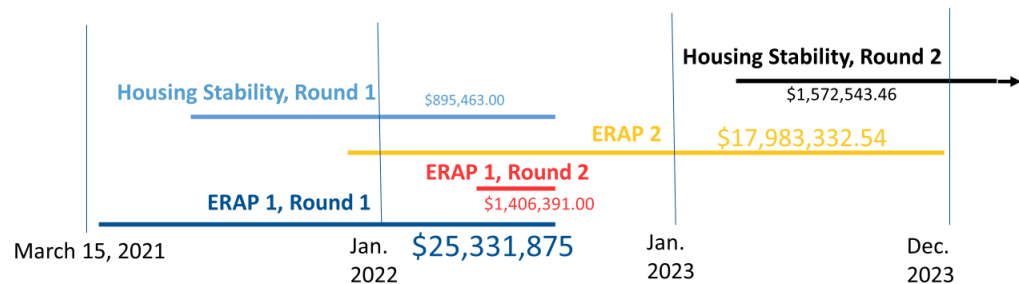 Housing Stability, Round 2
$1,572,543.46
Housing Stability, Round 1
$895,463.00
ERAP 2
$17,983,332.54
ERAP 1, Round 2
$1,406,391.00
ERAP 1, Round 1
$25,331,875
March 15, 2021
Jan.
2022
Jan.
2023
Dec.
2023